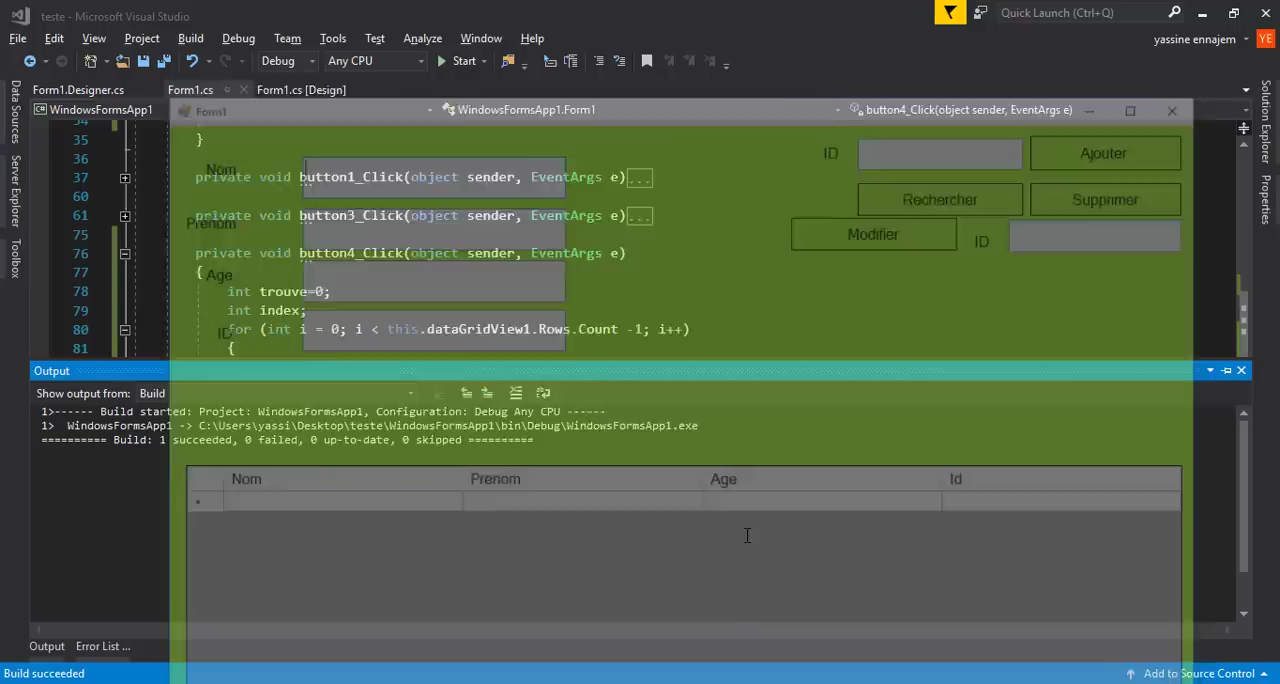 teste - Microsoft Visual Studio
Quick Launch (Ctrl+Q)
File Edit View Project Build Debug Team Tools Test Analyze Window Help
yassine ennajem YE
Debug Any CPU Start
Form1.Designer.cs Form1.cs Form1.cs [Design]
WindowsFormsApp1 Form1 WindowsFormsApp1.Form1 button4_Click(object sender, EventArgs e)
Data Sources
Server Explorer
Toolbox
Solution Explorer
Properties
34
35 }
36
37 private void button1_Click(object sender, EventArgs e)...
60
61 private void button3_Click(object sender, EventArgs e)...
75
76 private void button4_Click(object sender, EventArgs e)
77 {
78 int trouve=0;
79 int index;
80 for (int i = 0; i < this.dataGridView1.Rows.Count -1; i++)
81 {
Nom
Prenom
Age
ID
ID Ajouter
Rechercher Supprimer
Modifier ID
Output
Show output from: Build
1>------ Build started: Project: WindowsFormsApp1, Configuration: Debug Any CPU ------
1> WindowsFormsApp1 -> C:\Users\yassi\Desktop\teste\WindowsFormsApp1\bin\Debug\WindowsFormsApp1.exe
========== Build: 1 succeeded, 0 failed, 0 up-to-date, 0 skipped ==========
Nom Prenom Age Id
Output Error List ...
Build succeeded
Add to Source Control